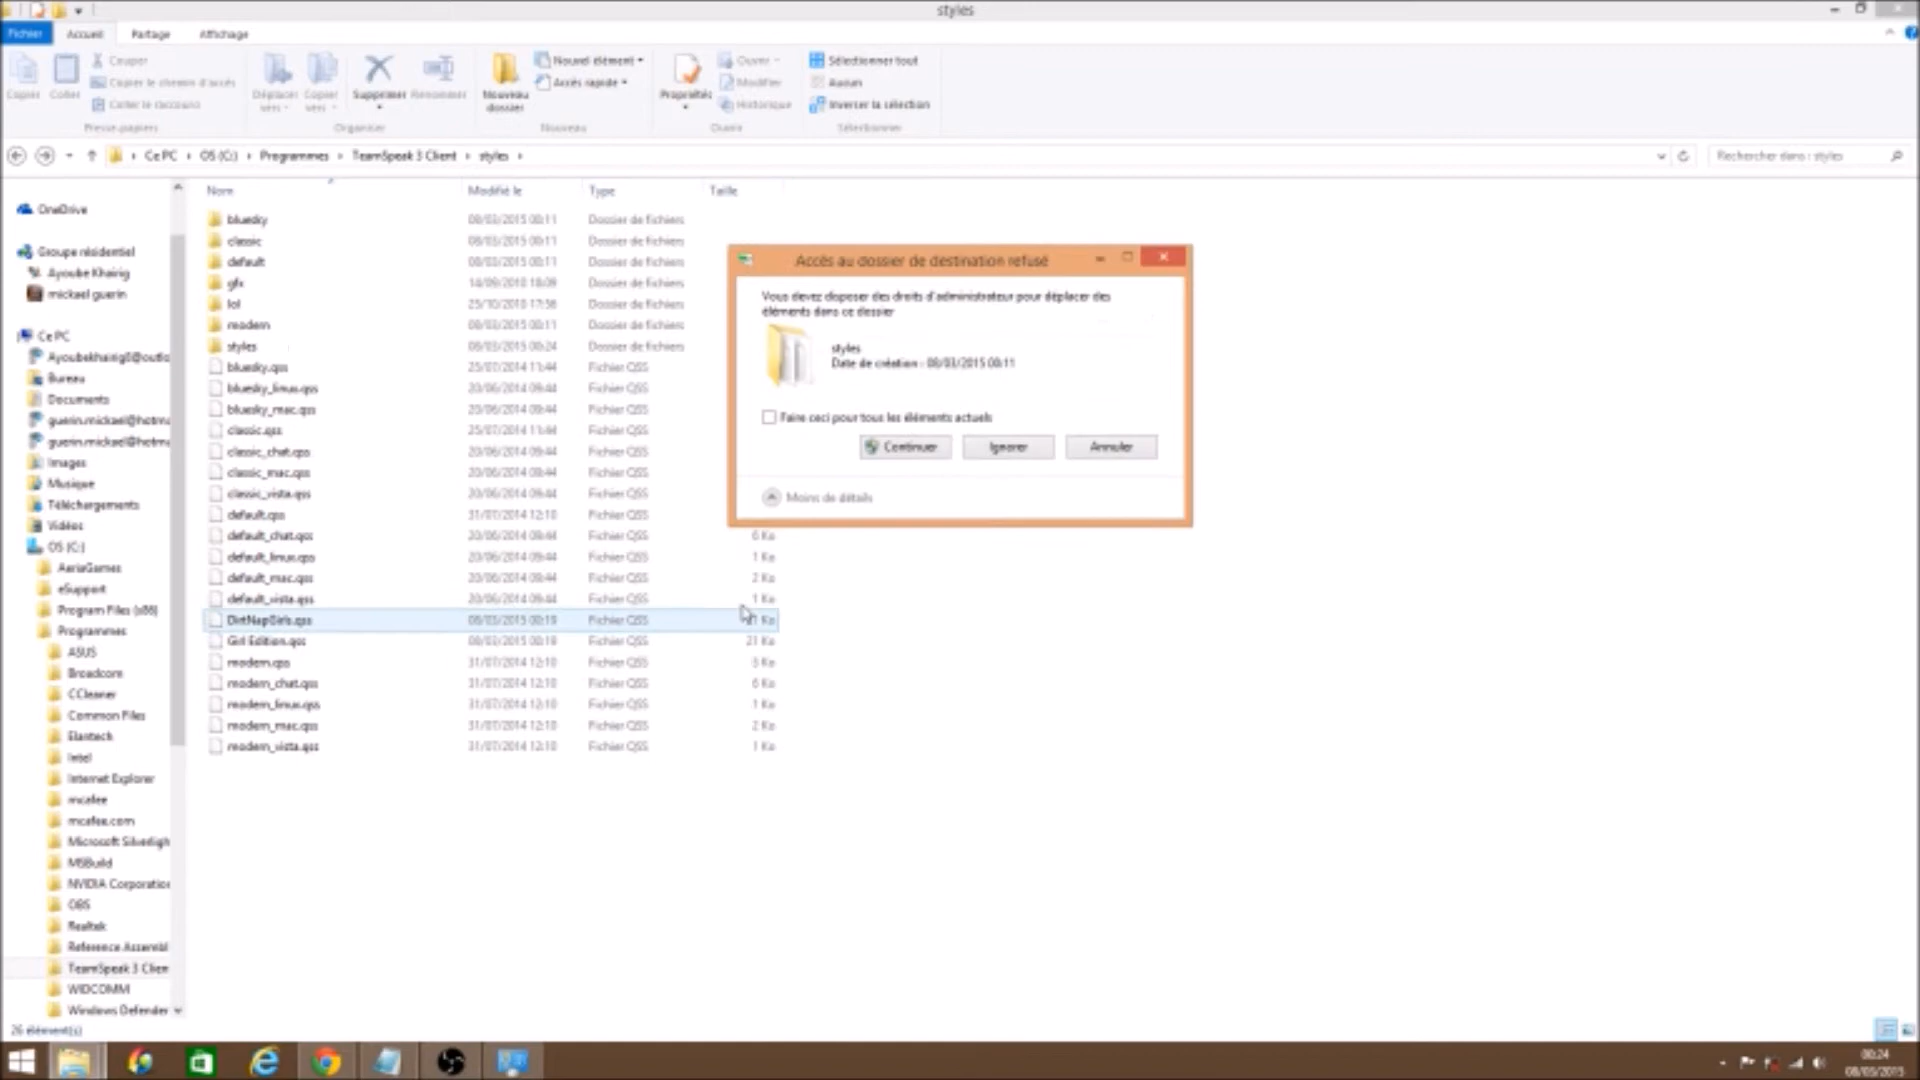 styles
Fichier Accueil Partage Affichage
Copier Coller
Couper
Copier le chemin d'accès
Coller le raccourci
Presse-papiers
Déplacer vers
Copier vers
Supprimer
Renommer
Organiser
Nouveau dossier
Nouvel élément
Accès rapide
Nouveau
Propriétés
Ouvrir
Modifier
Historique
Ouvrir
Sélectionner tout
Aucun
Inverser la sélection
Sélectionner
Ce PC OS (C:) Programmes TeamSpeak 3 Client styles
Rechercher dans : styles
OneDrive
Groupe résidentiel
Ayoube Khairig
mickael guerin
Ce PC
Ayoubekhairig8@outlo
Bureau
Documents
guerin.mickael@hotma
guerin.mickael@hotma
Images
Musique
Téléchargements
Vidéos
OS (C:)
AeriaGames
eSupport
Program Files (x86)
Programmes
ASUS
Broadcom
CCleaner
Common Files
Elantech
Intel
Internet Explorer
mcafee
mcafee.com
Microsoft Silverligh
MSBuild
NVIDIA Corporation
OBS
Realtek
Reference Assembl
TeamSpeak 3 Clien
WIDCOMM
Windows Defender
26 élément(s)
Nom Modifié le Type Taille
bluesky 08/03/2015 00:11 Dossier de fichiers
classic 08/03/2015 00:11 Dossier de fichiers
default 08/03/2015 00:11 Dossier de fichiers
gfx 14/09/2010 18:09 Dossier de fichiers
lol 25/10/2010 17:56 Dossier de fichiers
modern 08/03/2015 00:11 Dossier de fichiers
styles 08/03/2015 00:24 Dossier de fichiers
bluesky.qss 25/07/2014 11:44 Fichier QSS
bluesky_linux.qss 20/06/2014 09:44 Fichier QSS
bluesky_mac.qss 20/06/2014 09:44 Fichier QSS
classic.qss 25/07/2014 11:44 Fichier QSS
classic_chat.qss 20/06/2014 09:44 Fichier QSS
classic_mac.qss 20/06/2014 09:44 Fichier QSS
classic_vista.qss 20/06/2014 09:44 Fichier QSS
default.qss 31/07/2014 12:10 Fichier QSS
default_chat.qss 20/06/2014 09:44 Fichier QSS 6 Ko
default_linux.qss 20/06/2014 09:44 Fichier QSS 1 Ko
default_mac.qss 20/06/2014 09:44 Fichier QSS 2 Ko
default_vista.qss 20/06/2014 09:44 Fichier QSS 1 Ko
DirtNapGirls.qss 08/03/2015 00:19 Fichier QSS Ko
Girl Edition.qss 08/03/2015 00:18 Fichier QSS 21 Ko
modern.qss 31/07/2014 12:10 Fichier QSS 3 Ko
modern_chat.qss 31/07/2014 12:10 Fichier QSS 6 Ko
modern_linux.qss 31/07/2014 12:10 Fichier QSS 1 Ko
modern_mac.qss 31/07/2014 12:10 Fichier QSS 2 Ko
modern_vista.qss 31/07/2014 12:10 Fichier QSS 1 Ko
Accès au dossier de destination refusé
Vous devez disposer des droits d'administrateur pour déplacer des
éléments dans ce dossier
styles
Date de création : 08/03/2015 00:11
Faire ceci pour tous les éléments actuels
Continuer Ignorer Annuler
Moins de détails
00:24
08/03/2015